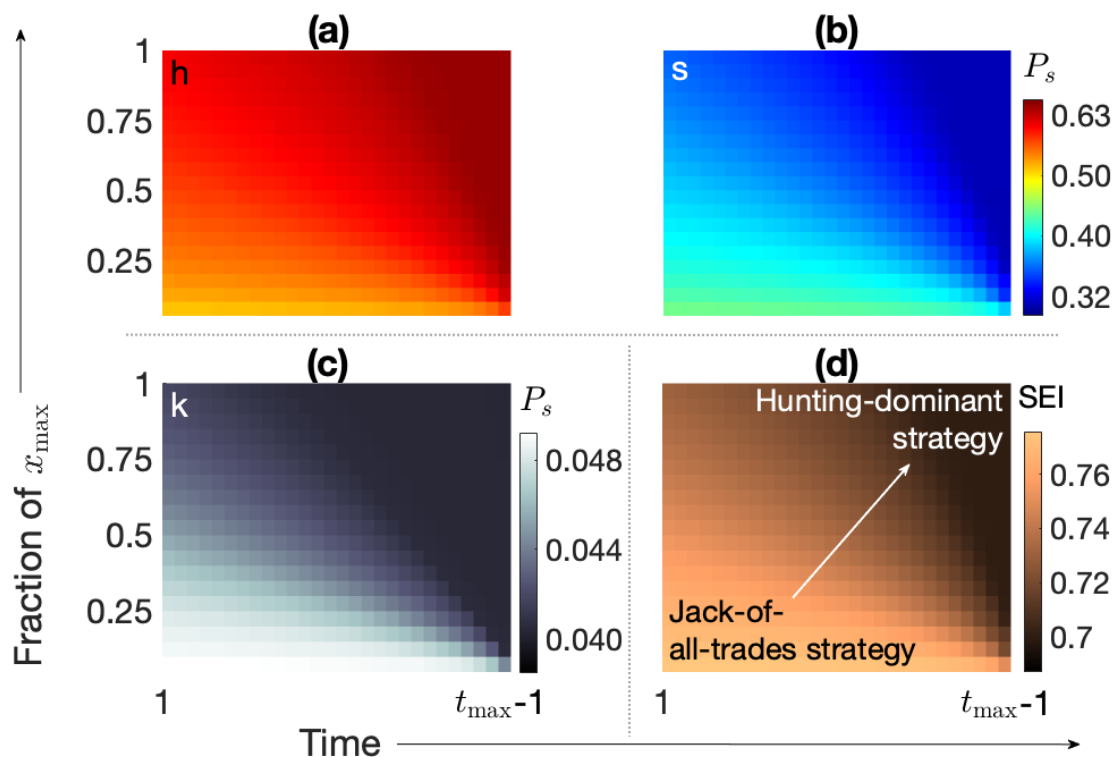 (a)
(b)
h
s
1
0.75
0.5
0.25
P_s
0.63
0.50
0.40
0.32
(c)
(d)
k
1
0.75
0.5
0.25
P_s
0.048
0.044
0.040
SEI
0.76
0.74
0.72
0.7
Hunting-dominant
strategy
Jack-of-
all-trades strategy
1
t_max-1
1
t_max-1
Fraction of x_max
Time